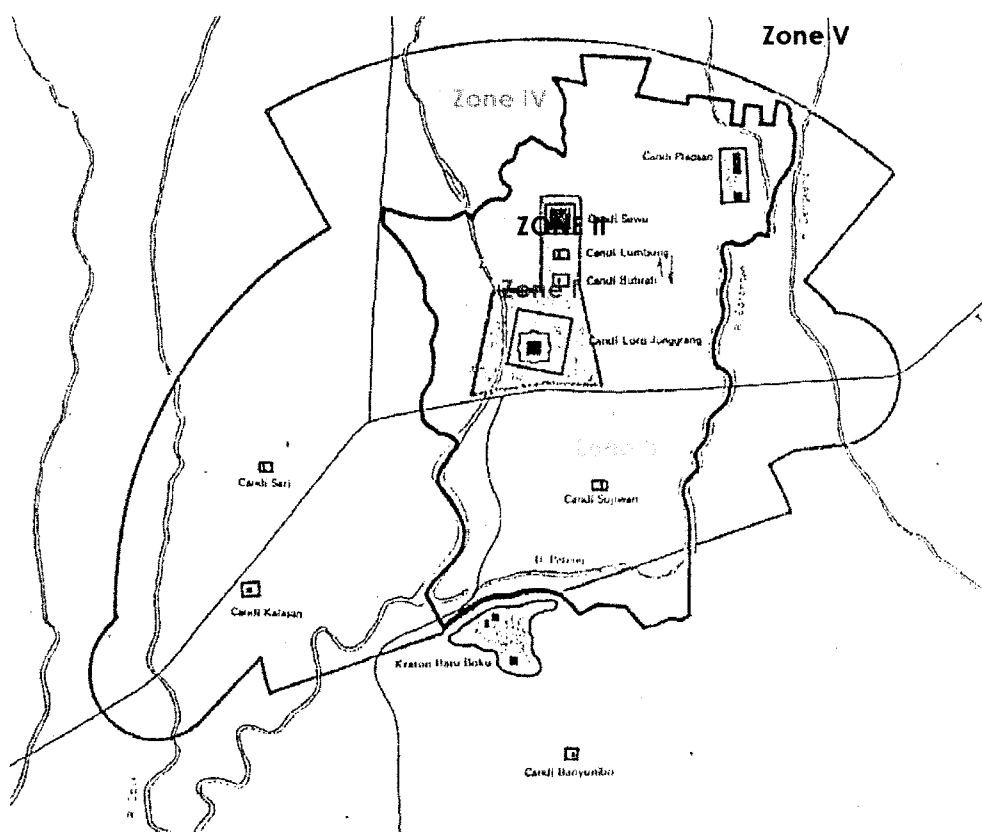 Zone V
Zone IV
Candi Plaosan
Candi Sewu
ZONE II
Candi Lumbung
Candi Bubrah
Zone I
Candi Loro Jonggrang
Candi Sari
Candi Sojiwan
Candi Kalasan
Kraton Ratu Boko
Candi Banyunibo